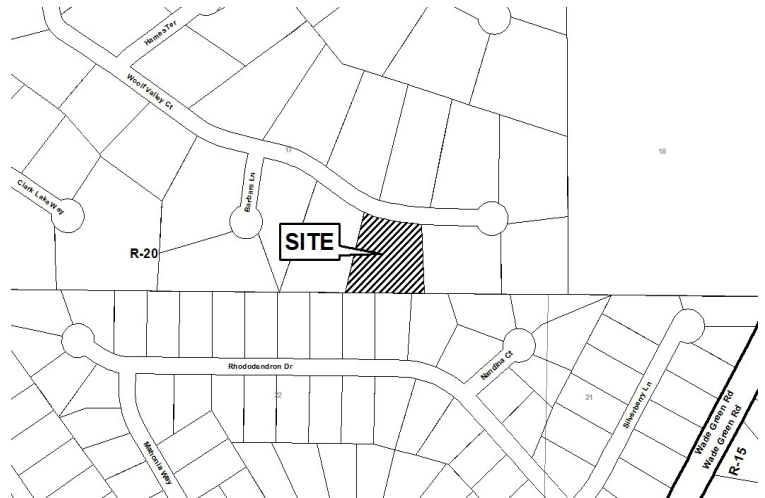 Hames Ter
Woolf Valley Ct
17
18
Clark Lake Way
Barbara Ln
SITE
R-20
Rhododendron Dr
Nandina Ct
22
21
Silverberry Ln
Mahonia Way
Wade Green Rd
Wade Green Rd
R-15